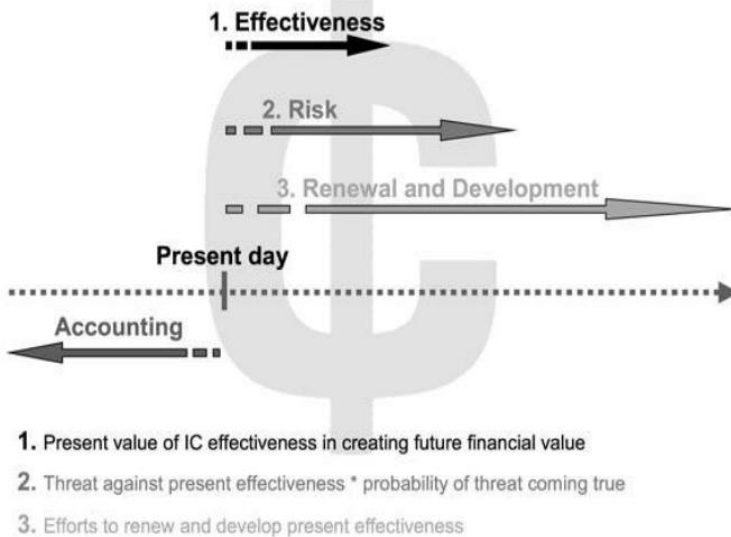 1. Effectiveness
2. Risk
3. Renewal and Development
Present day
Accounting
1. Present value of IC effectiveness in creating future financial value
2. Threat against present effectiveness * probability of threat coming true
3. Efforts to renew and develop present effectiveness